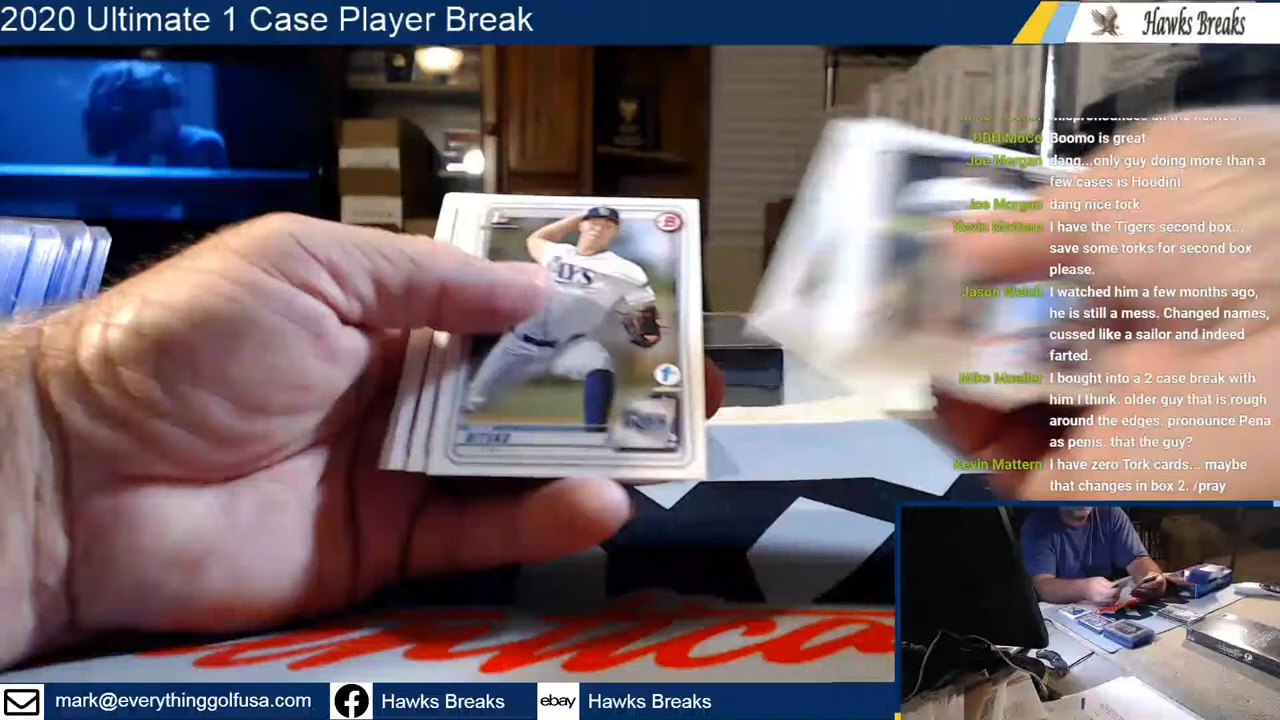 2020 Ultimate 1 Case Player Break
Hawks Breaks
DDH MoCo Boomo is great
Joe Morgan dang...only guy doing more than a
few cases is Houdini.
Joe Morgan dang nice tork
Kevin Mattern I have the Tigers second box...
save some torks for second box
please.
Jason Welch I watched him a few months ago,
he is still a mess. Changed names,
cussed like a sailor and indeed
farted.
Mike Mueller I bought into a 2 case break with
him I think. older guy that is rough
around the edges. pronounce Pena
as penis. that the guy?
Kevin Mattern I have zero Tork cards... maybe
that changes in box 2. /pray
RAYS
B
mark@everythinggolfusa.com
Hawks Breaks
ebay
Hawks Breaks